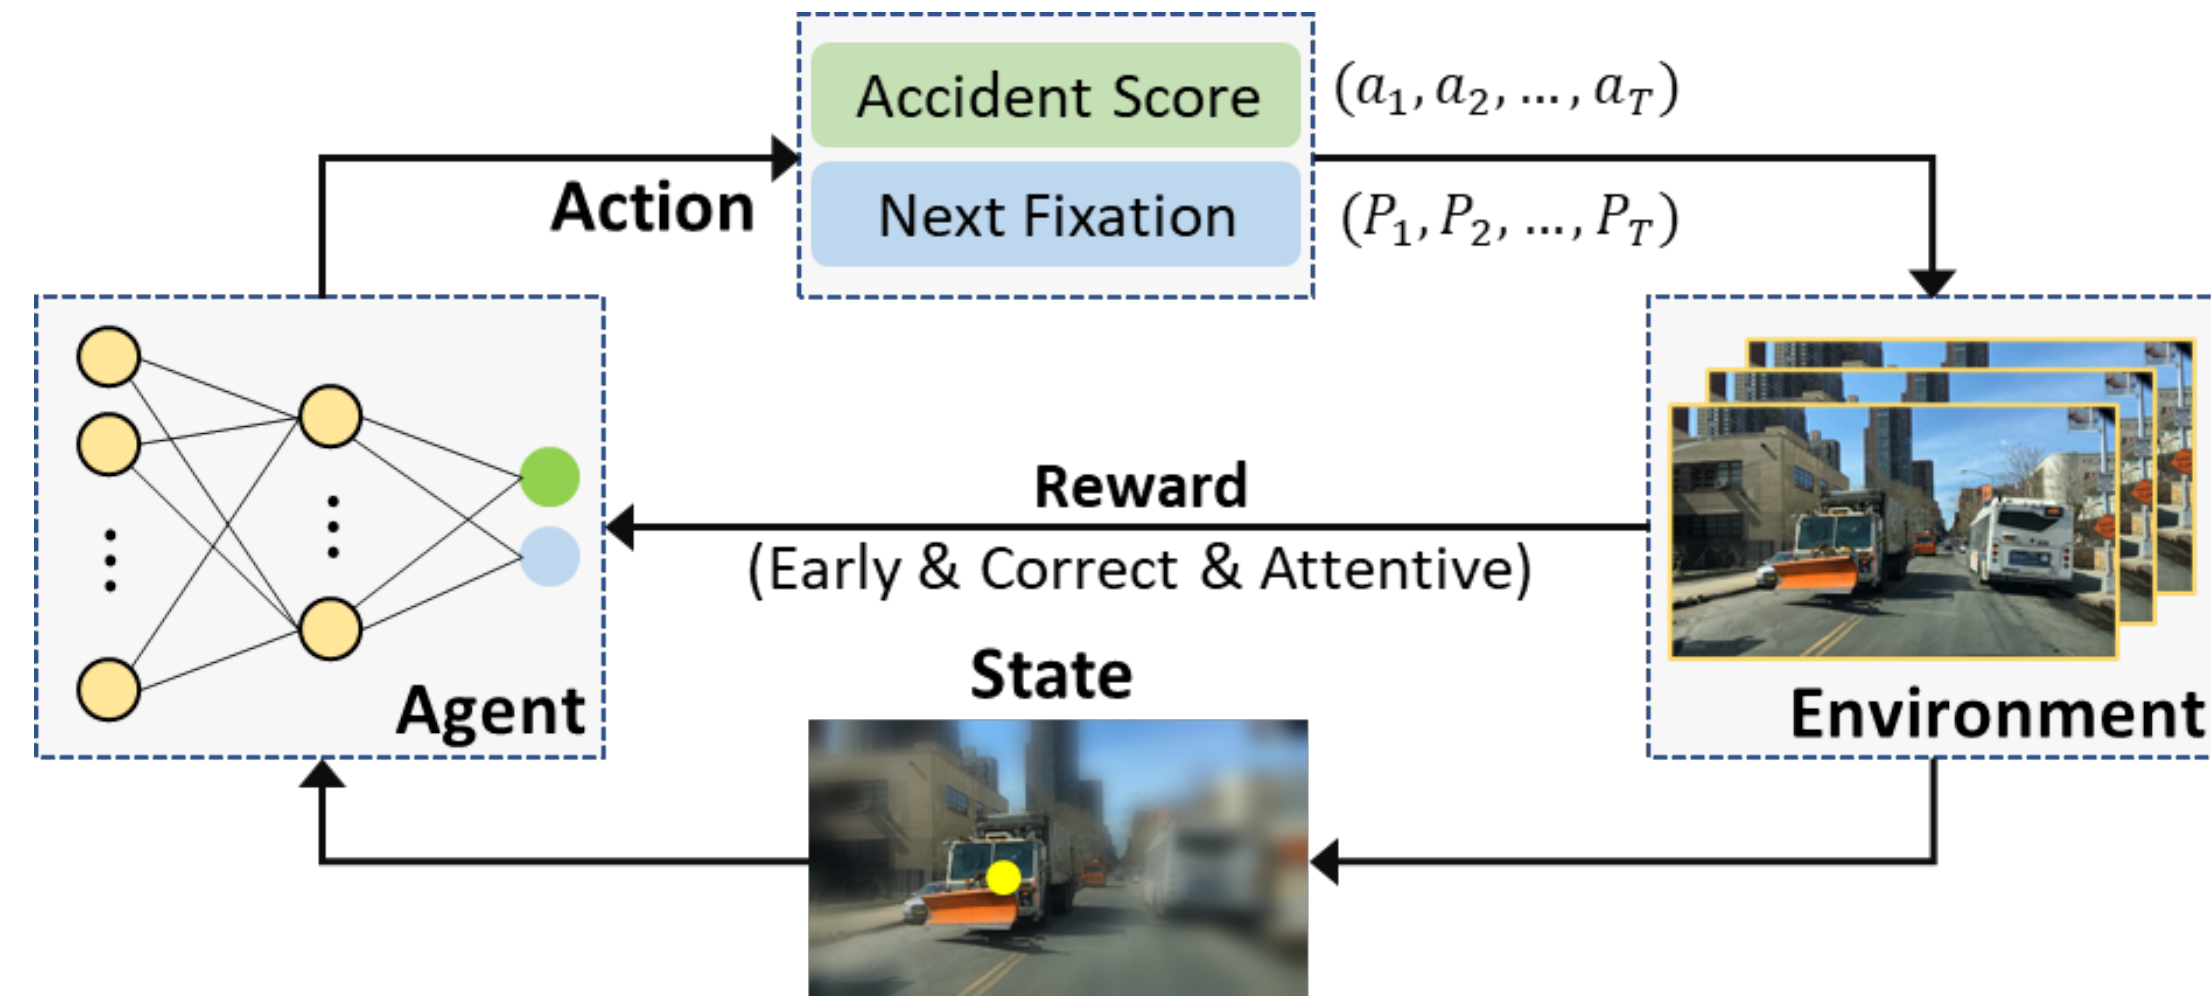 Accident Score
(a₁, a₂, ..., a_T)
Action
Next Fixation
(P₁, P₂, ..., P_T)
Reward
(Early & Correct & Attentive)
Agent
State
Environment